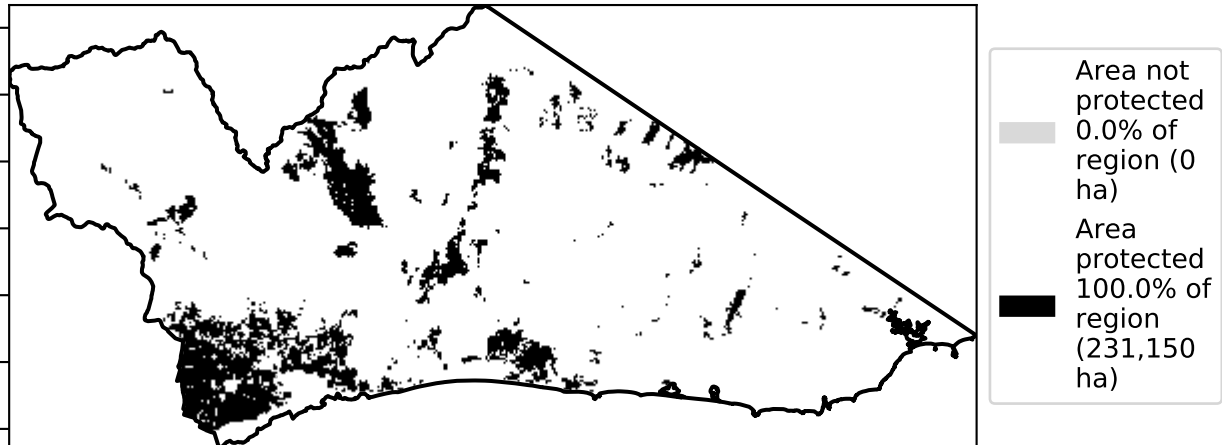 Area not
protected
0.0% of
region (0
ha)
Area
protected
100.0% of
region
(231,150
ha)